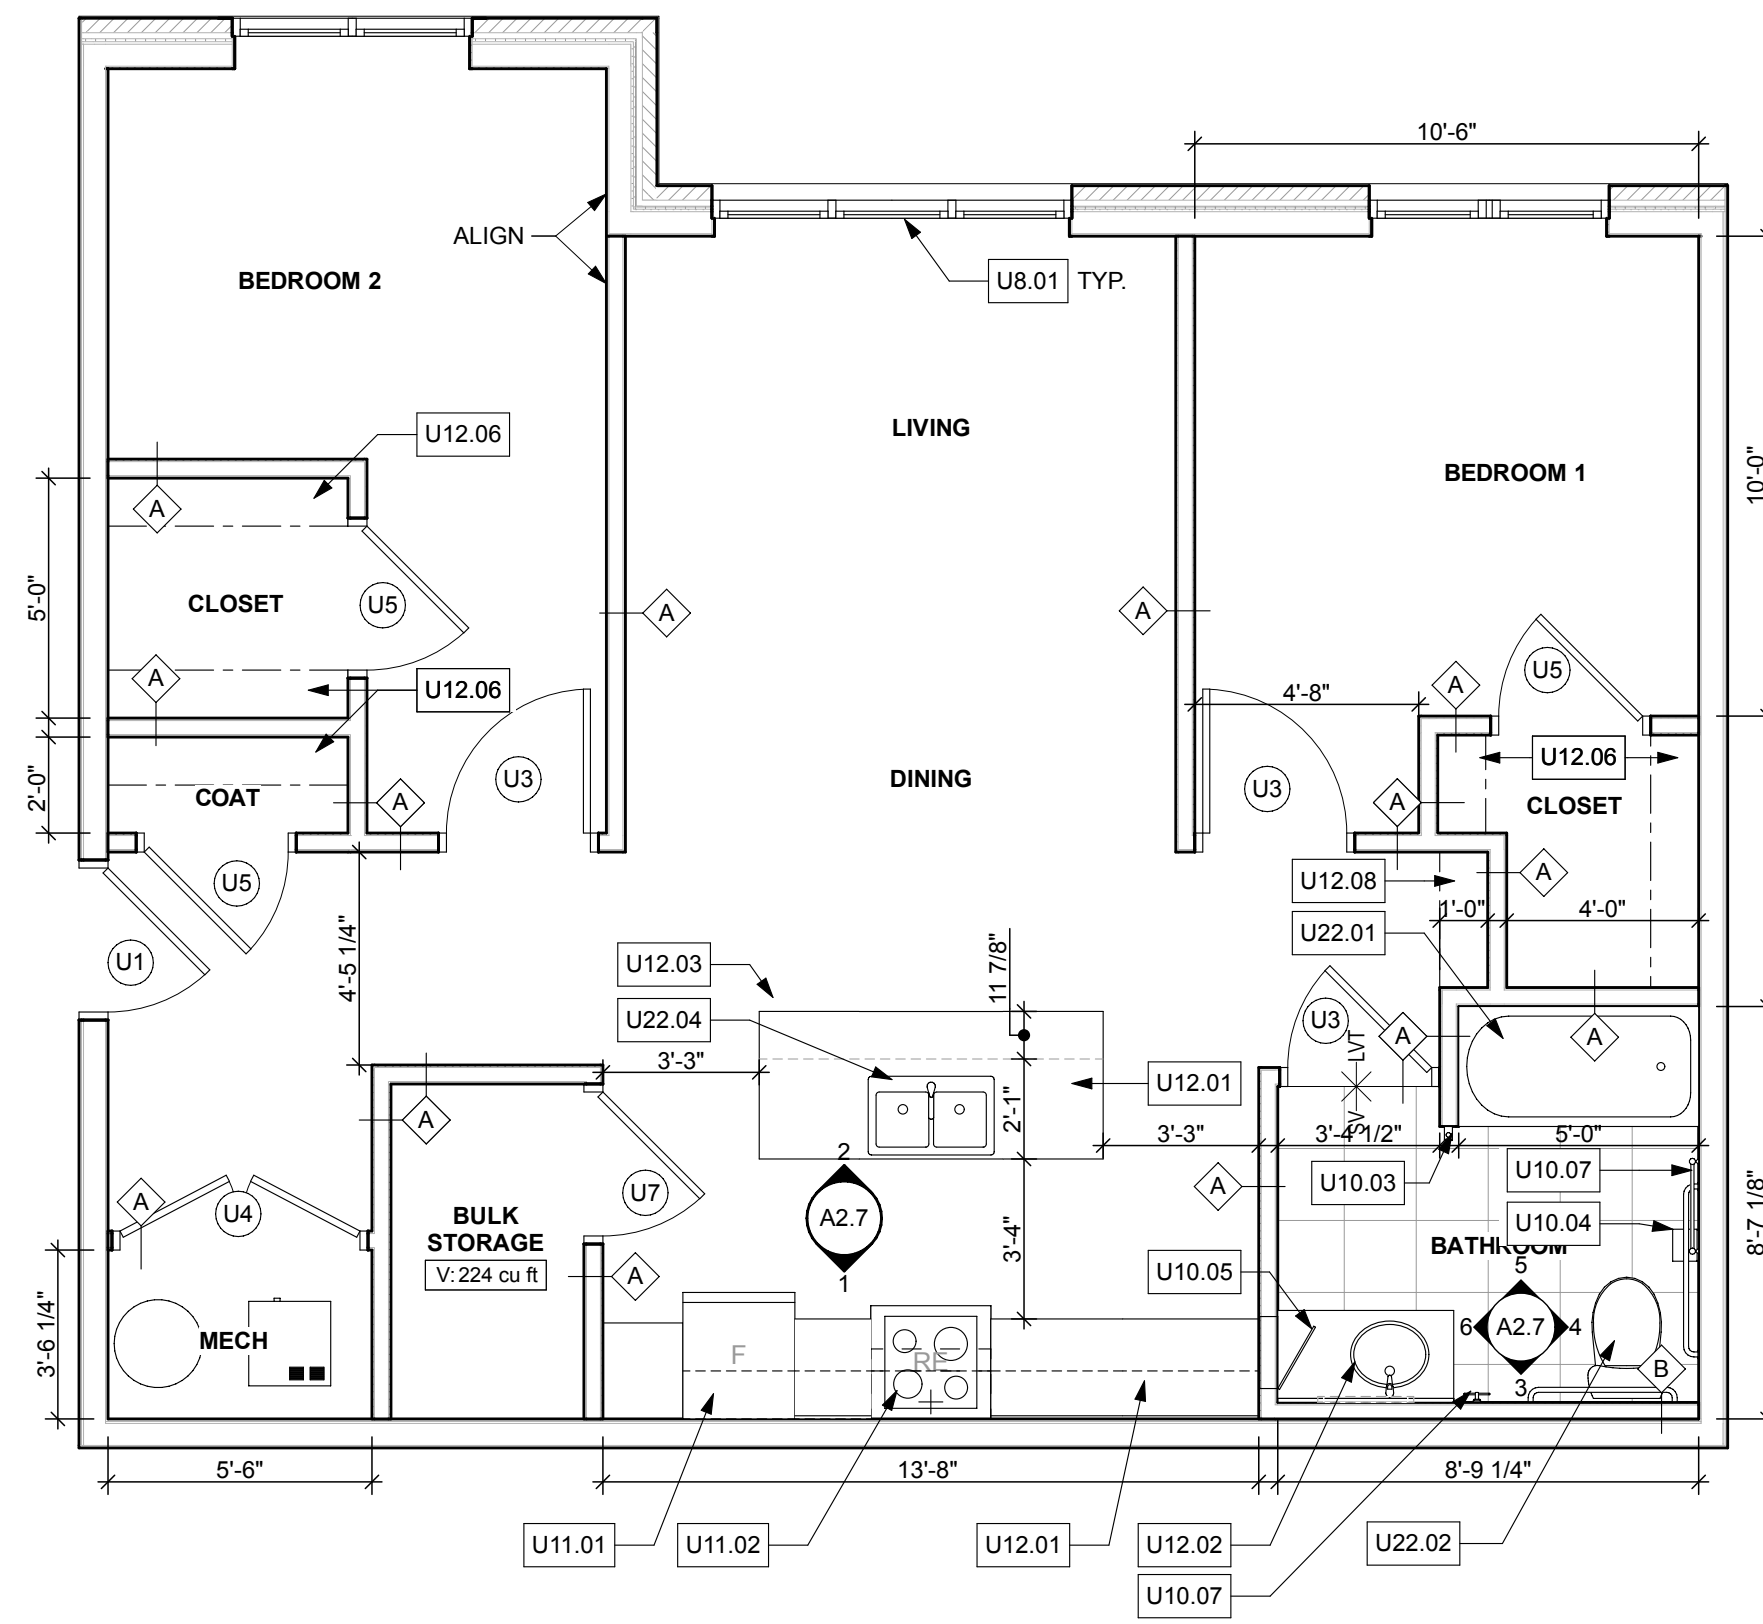 10'-6"
ALIGN
BEDROOM 2
U8.01 TYP.
U12.06
LIVING
BEDROOM 1
10'-0"
A
5'-0"
CLOSET
U5
A
A
A
U12.06
U5
4'-8"
A
2'-0"
COAT
A
U3
DINING
U3
A
U12.06
CLOSET
U5
U12.08
A
1'-0"
4'-0"
U1
4'-5 1/4"
U12.03
11 7/8"
U22.01
U22.04
U3
LVT
A
A
3'-3"
U12.01
2'-1"
SV
A
3'-3"
3'-4 1/2"
5'-0"
2
U10.03
U10.07
A
U4
U7
A
A2.7
3'-4"
U10.04
BULK
STORAGE
V: 224 cu ft
BATHROOM
8'-7 1/8"
A
1
U10.05
5
3'-6 1/4"
MECH
F
RF
6
A2.7
4
3
B
5'-6"
13'-8"
8'-9 1/4"
U11.01
U11.02
U12.01
U12.02
U22.02
U10.07